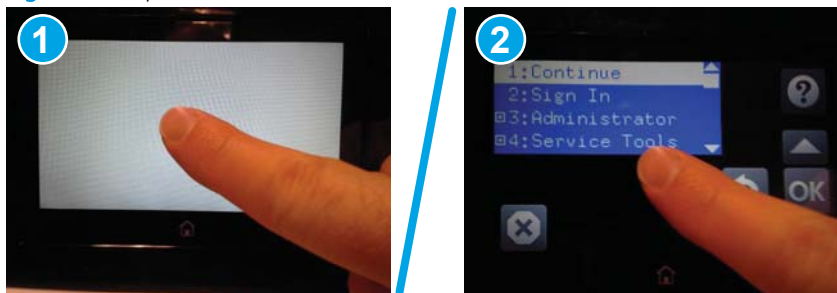 1
2
1:Continue
2:Sign In
3:Administrator
4:Service Tools
?
OK